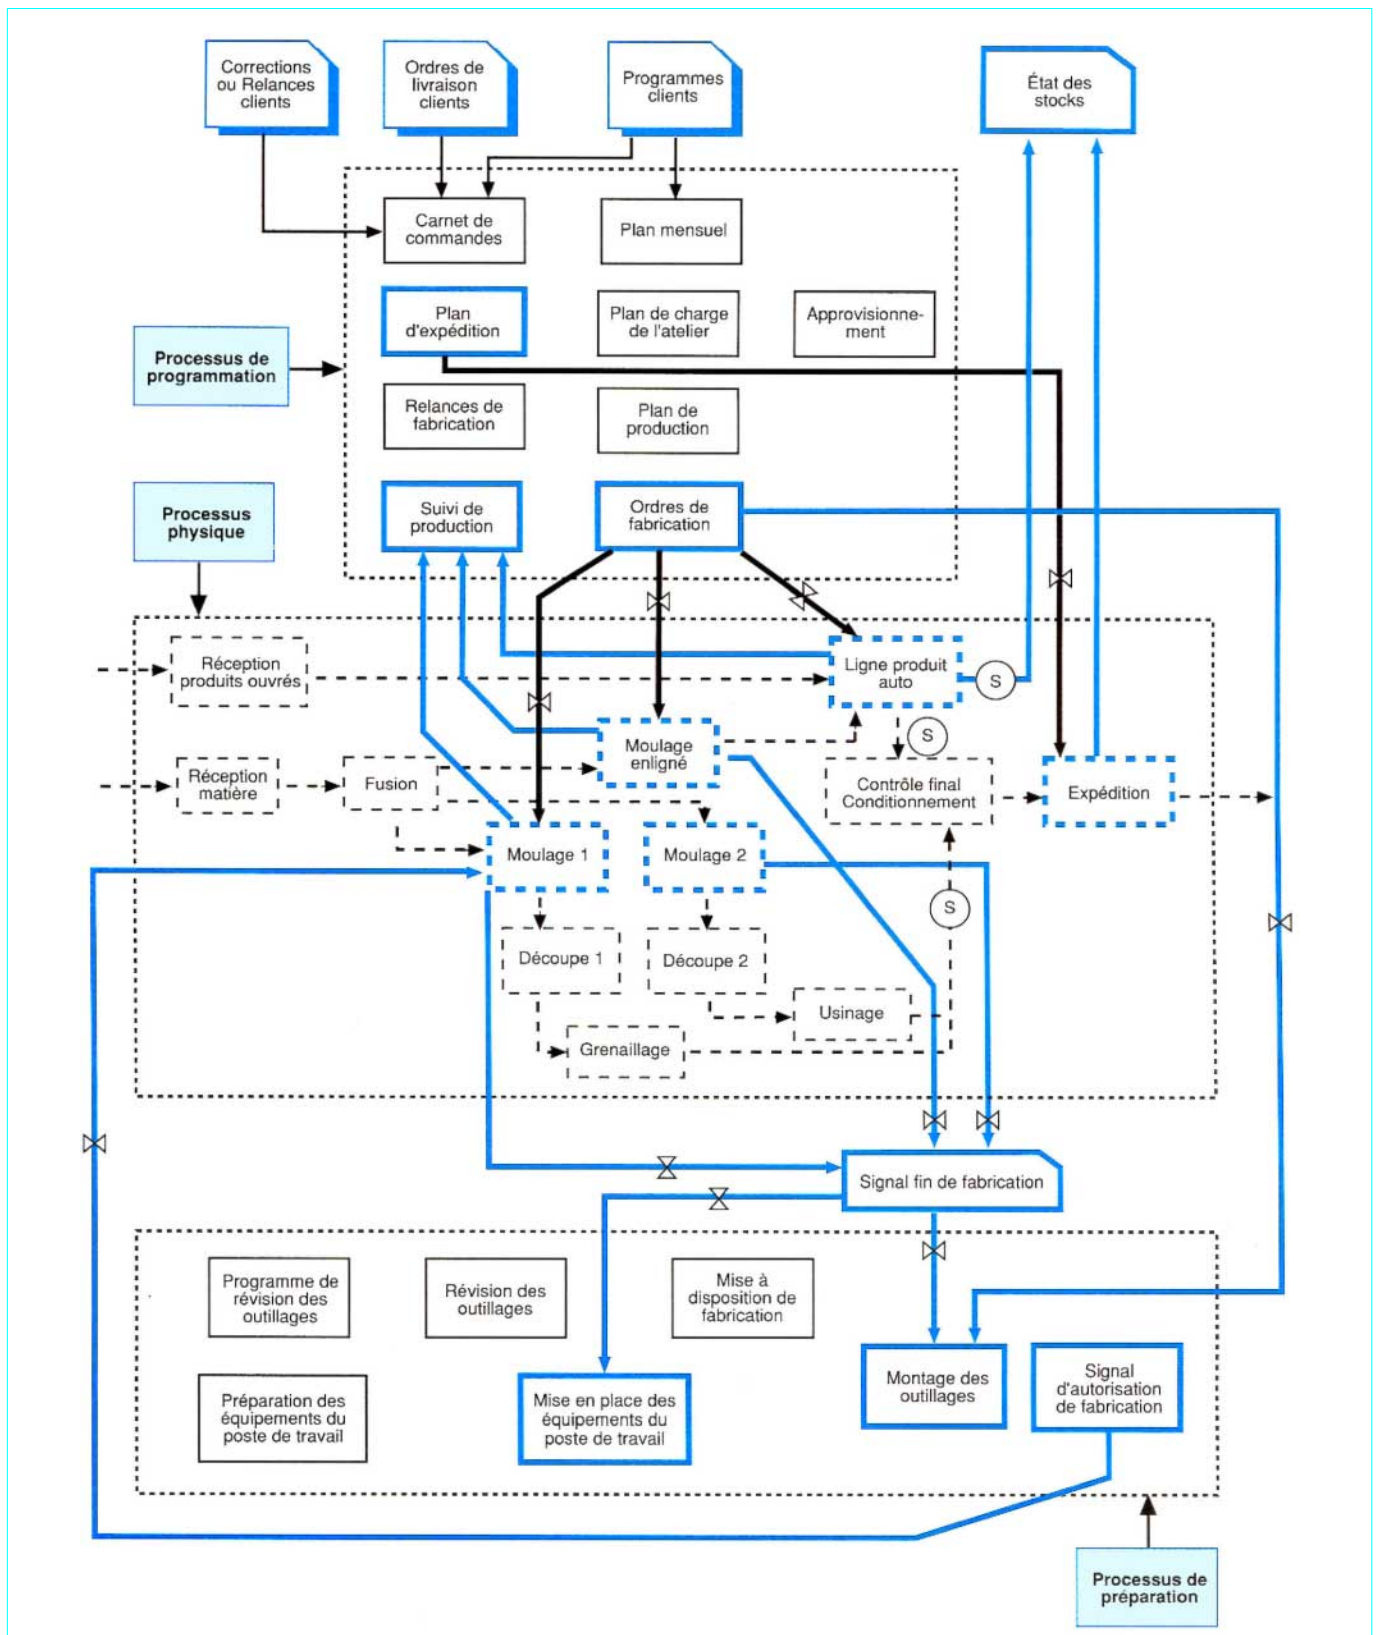 Corrections
ou Relances
clients
Ordres de
livraison
clients
Programmes
clients
État des
stocks
Carnet de
commandes
Plan mensuel
Plan
d'expédition
Plan de charge
de l'atelier
Approvisionne-
ment
Processus de
programmation
Relances de
fabrication
Plan de
production
Processus
physique
Suivi de
production
Ordres de
fabrication
Réception
produits ouvrés
Ligne produit
auto
S
S
Moulage
enligné
Réception
matière
Fusion
Contrôle final
Conditionnement
Expédition
Moulage 1
Moulage 2
S
Découpe 1
Découpe 2
Usinage
Grenaillage
Signal fin de fabrication
Programme de
révision des
outillages
Révision des
outillages
Mise à
disposition de
fabrication
Préparation des
équipements du
poste de travail
Mise en place des
équipements du
poste de travail
Montage des
outillages
Signal
d'autorisation
de fabrication
Processus de
préparation